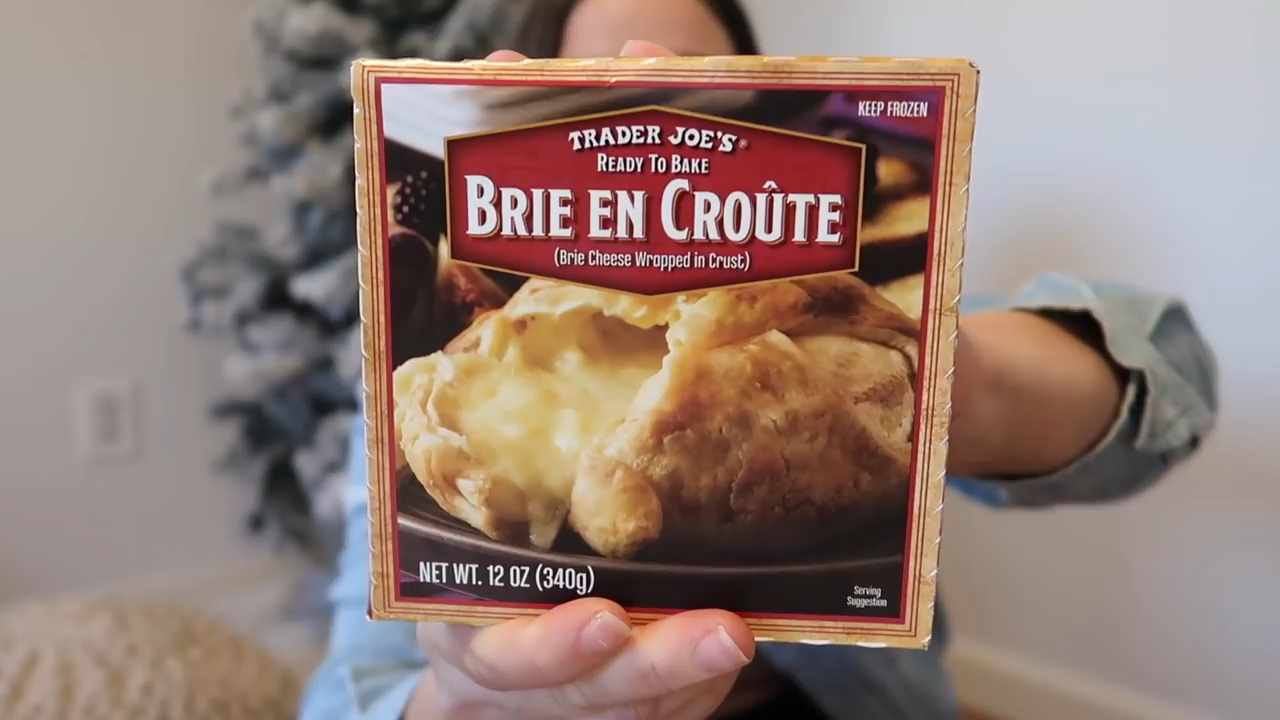 KEEP FROZEN
TRADER JOE'S®
READY TO BAKE
BRIE EN CROÛTE
(Brie Cheese Wrapped in Crust)
NET WT. 12 OZ (340g)
Serving
Suggestion